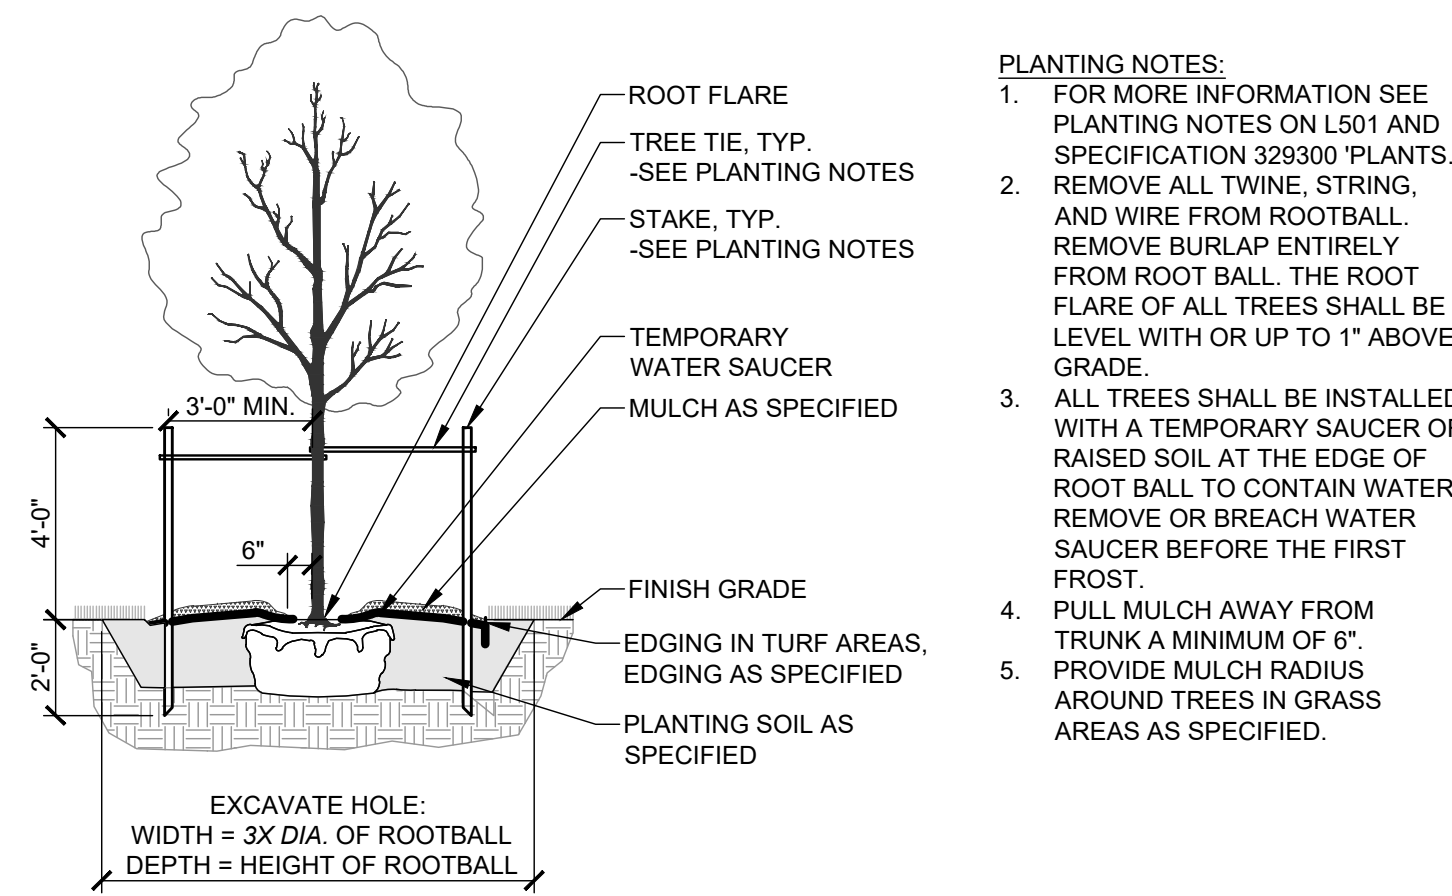 ROOT FLARE
TREE TIE, TYP.
-SEE PLANTING NOTES
STAKE, TYP.
-SEE PLANTING NOTES
TEMPORARY
WATER SAUCER
MULCH AS SPECIFIED
3'-0" MIN.
4'-0"
6"
2'-0"
FINISH GRADE
EDGING IN TURF AREAS,
EDGING AS SPECIFIED
PLANTING SOIL AS
SPECIFIED
EXCAVATE HOLE:
WIDTH = 3X DIA. OF ROOTBALL
DEPTH = HEIGHT OF ROOTBALL
PLANTING NOTES:
1. FOR MORE INFORMATION SEE
PLANTING NOTES ON L501 AND
SPECIFICATION 329300 'PLANTS.
2. REMOVE ALL TWINE, STRING,
AND WIRE FROM ROOTBALL.
REMOVE BURLAP ENTIRELY
FROM ROOT BALL. THE ROOT
FLARE OF ALL TREES SHALL BE
LEVEL WITH OR UP TO 1" ABOVE
GRADE.
3. ALL TREES SHALL BE INSTALLED
WITH A TEMPORARY SAUCER OF
RAISED SOIL AT THE EDGE OF
ROOT BALL TO CONTAIN WATER
REMOVE OR BREACH WATER
SAUCER BEFORE THE FIRST
FROST.
4. PULL MULCH AWAY FROM
TRUNK A MINIMUM OF 6".
5. PROVIDE MULCH RADIUS
AROUND TREES IN GRASS
AREAS AS SPECIFIED.